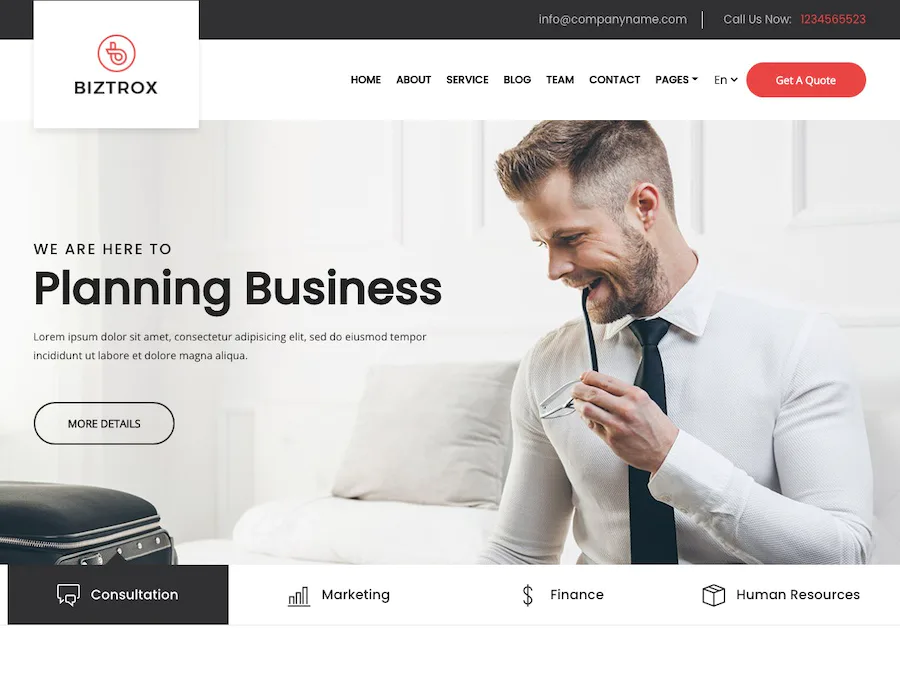 info@companyname.com
Call Us Now: 1234565523
BIZTROX
HOME ABOUT SERVICE BLOG TEAM CONTACT PAGES En Get A Quote
WE ARE HERE TO
Planning Business
Lorem ipsum dolor sit amet, consectetur adipisicing elit, sed do eiusmod tempor
incididunt ut labore et dolore magna aliqua.
MORE DETAILS
Consultation
Marketing
Finance
Human Resources